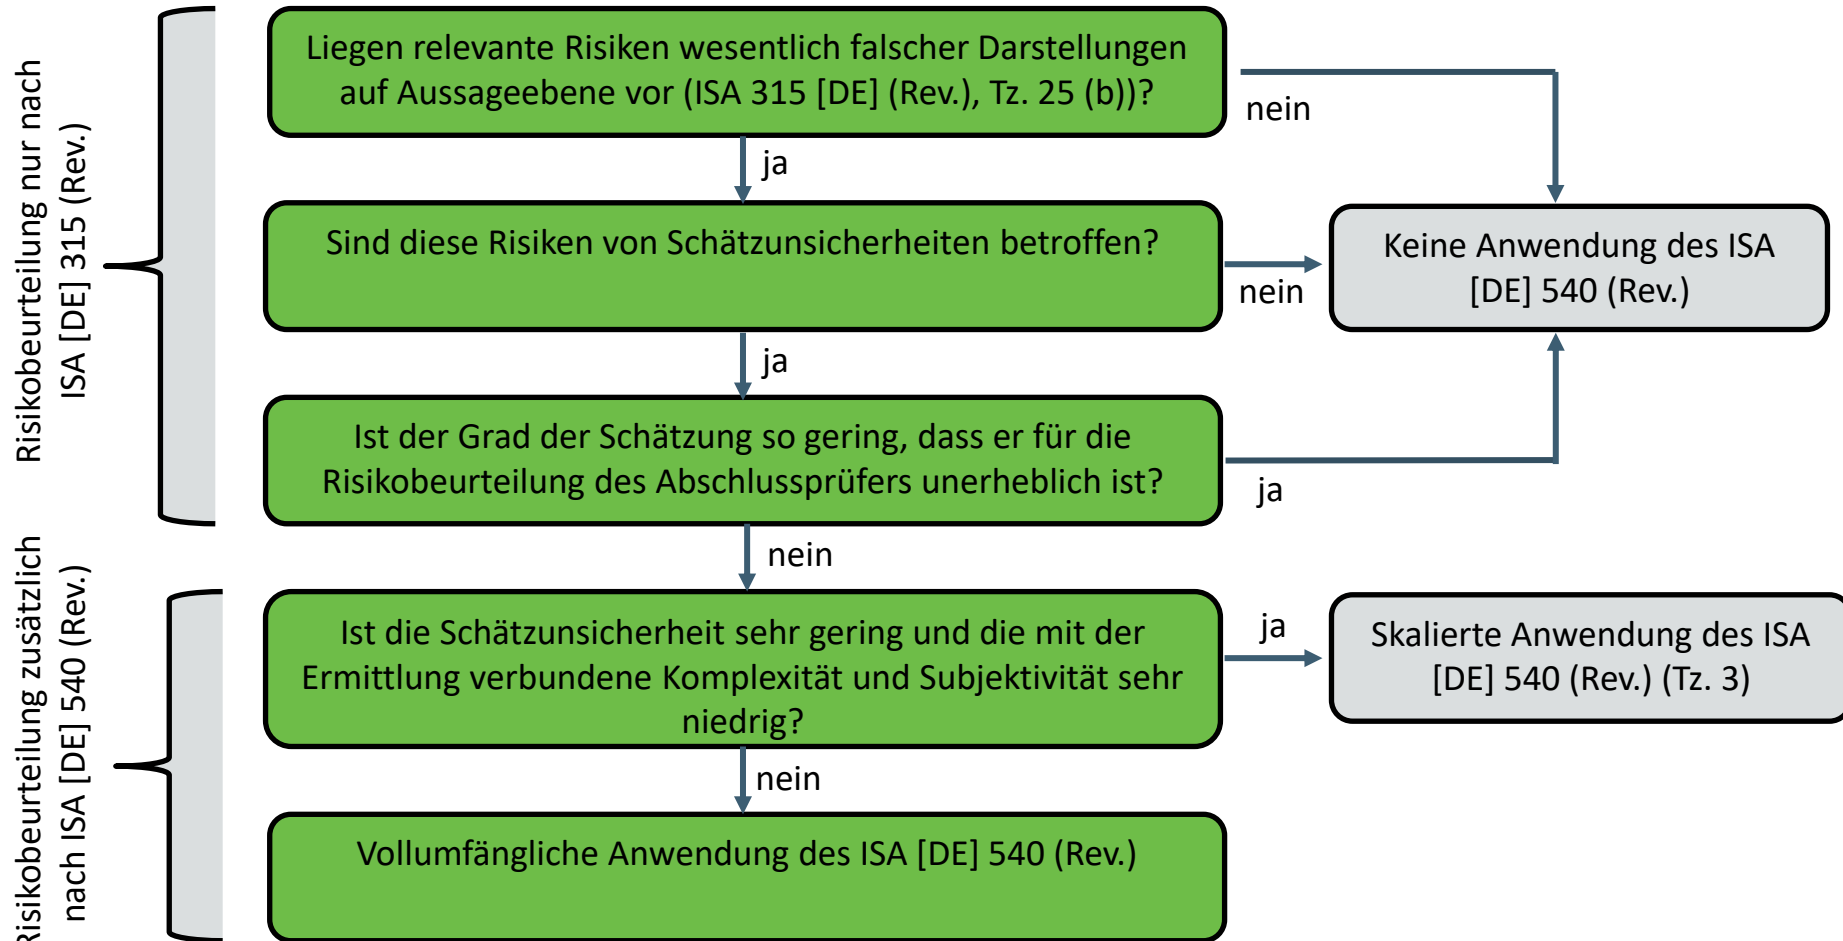 Risikobeurteilung nur nach
ISA [DE] 315 (Rev.)
Liegen relevante Risiken wesentlich falscher Darstellungen
auf Aussageebene vor (ISA 315 [DE] (Rev.), Tz. 25 (b))?
nein
ja
Sind diese Risiken von Schätzunsicherheiten betroffen?
nein
Keine Anwendung des ISA
[DE] 540 (Rev.)
ja
Ist der Grad der Schätzung so gering, dass er für die
Risikobeurteilung des Abschlussprüfers unerheblich ist?
ja
nein
Risikobeurteilung zusätzlich
nach ISA [DE] 540 (Rev.)
Ist die Schätzunsicherheit sehr gering und die mit der
Ermittlung verbundene Komplexität und Subjektivität sehr
niedrig?
ja
Skalierte Anwendung des ISA
[DE] 540 (Rev.) (Tz. 3)
nein
Vollumfängliche Anwendung des ISA [DE] 540 (Rev.)